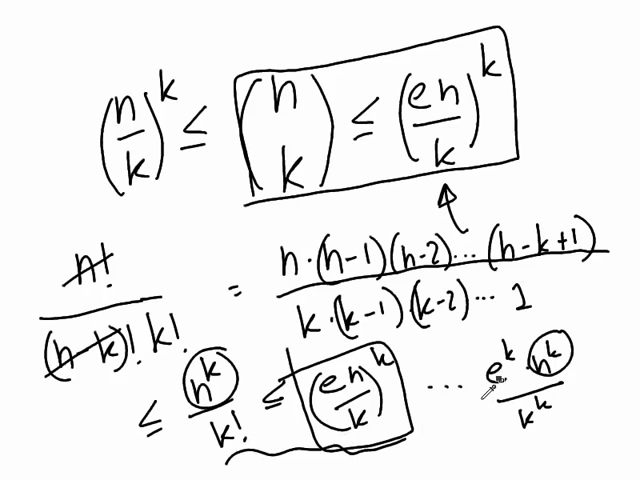 (n/k)^k ≤ (n k) ≤ (en/k)^k
n!/(n-k)!k! = n·(n-1)(n-2)...(n-k+1)/k·(k-1)(k-2)...1
≤ n^k/k! ≤ (en/k)^k ... e^k·n^k/k^k